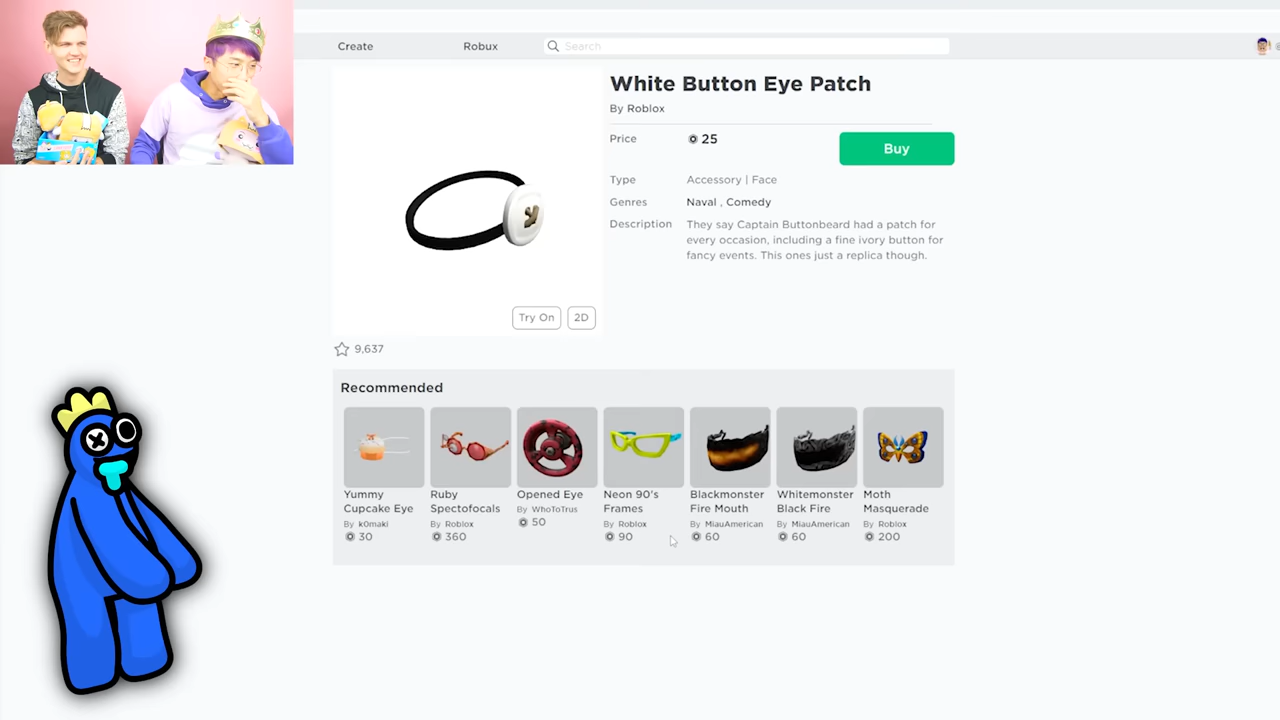 Create
Robux
Search
White Button Eye Patch
By Roblox
Price
25
Buy
Type
Accessory | Face
Genres
Naval , Comedy
Description
They say Captain Buttonbeard had a patch for
every occasion, including a fine ivory button for
fancy events. This ones just a replica though.
Try On
2D
9,637
Recommended
Yummy
Cupcake Eye
By k0maki
30
Ruby
Spectofocals
By Roblox
360
Opened Eye
By WhoToTrus
50
Neon 90's
Frames
By Roblox
90
Blackmonster
Fire Mouth
By MiauAmerican
60
Whitemonster
Black Fire
By MiauAmerican
60
Moth
Masquerade
By Roblox
200